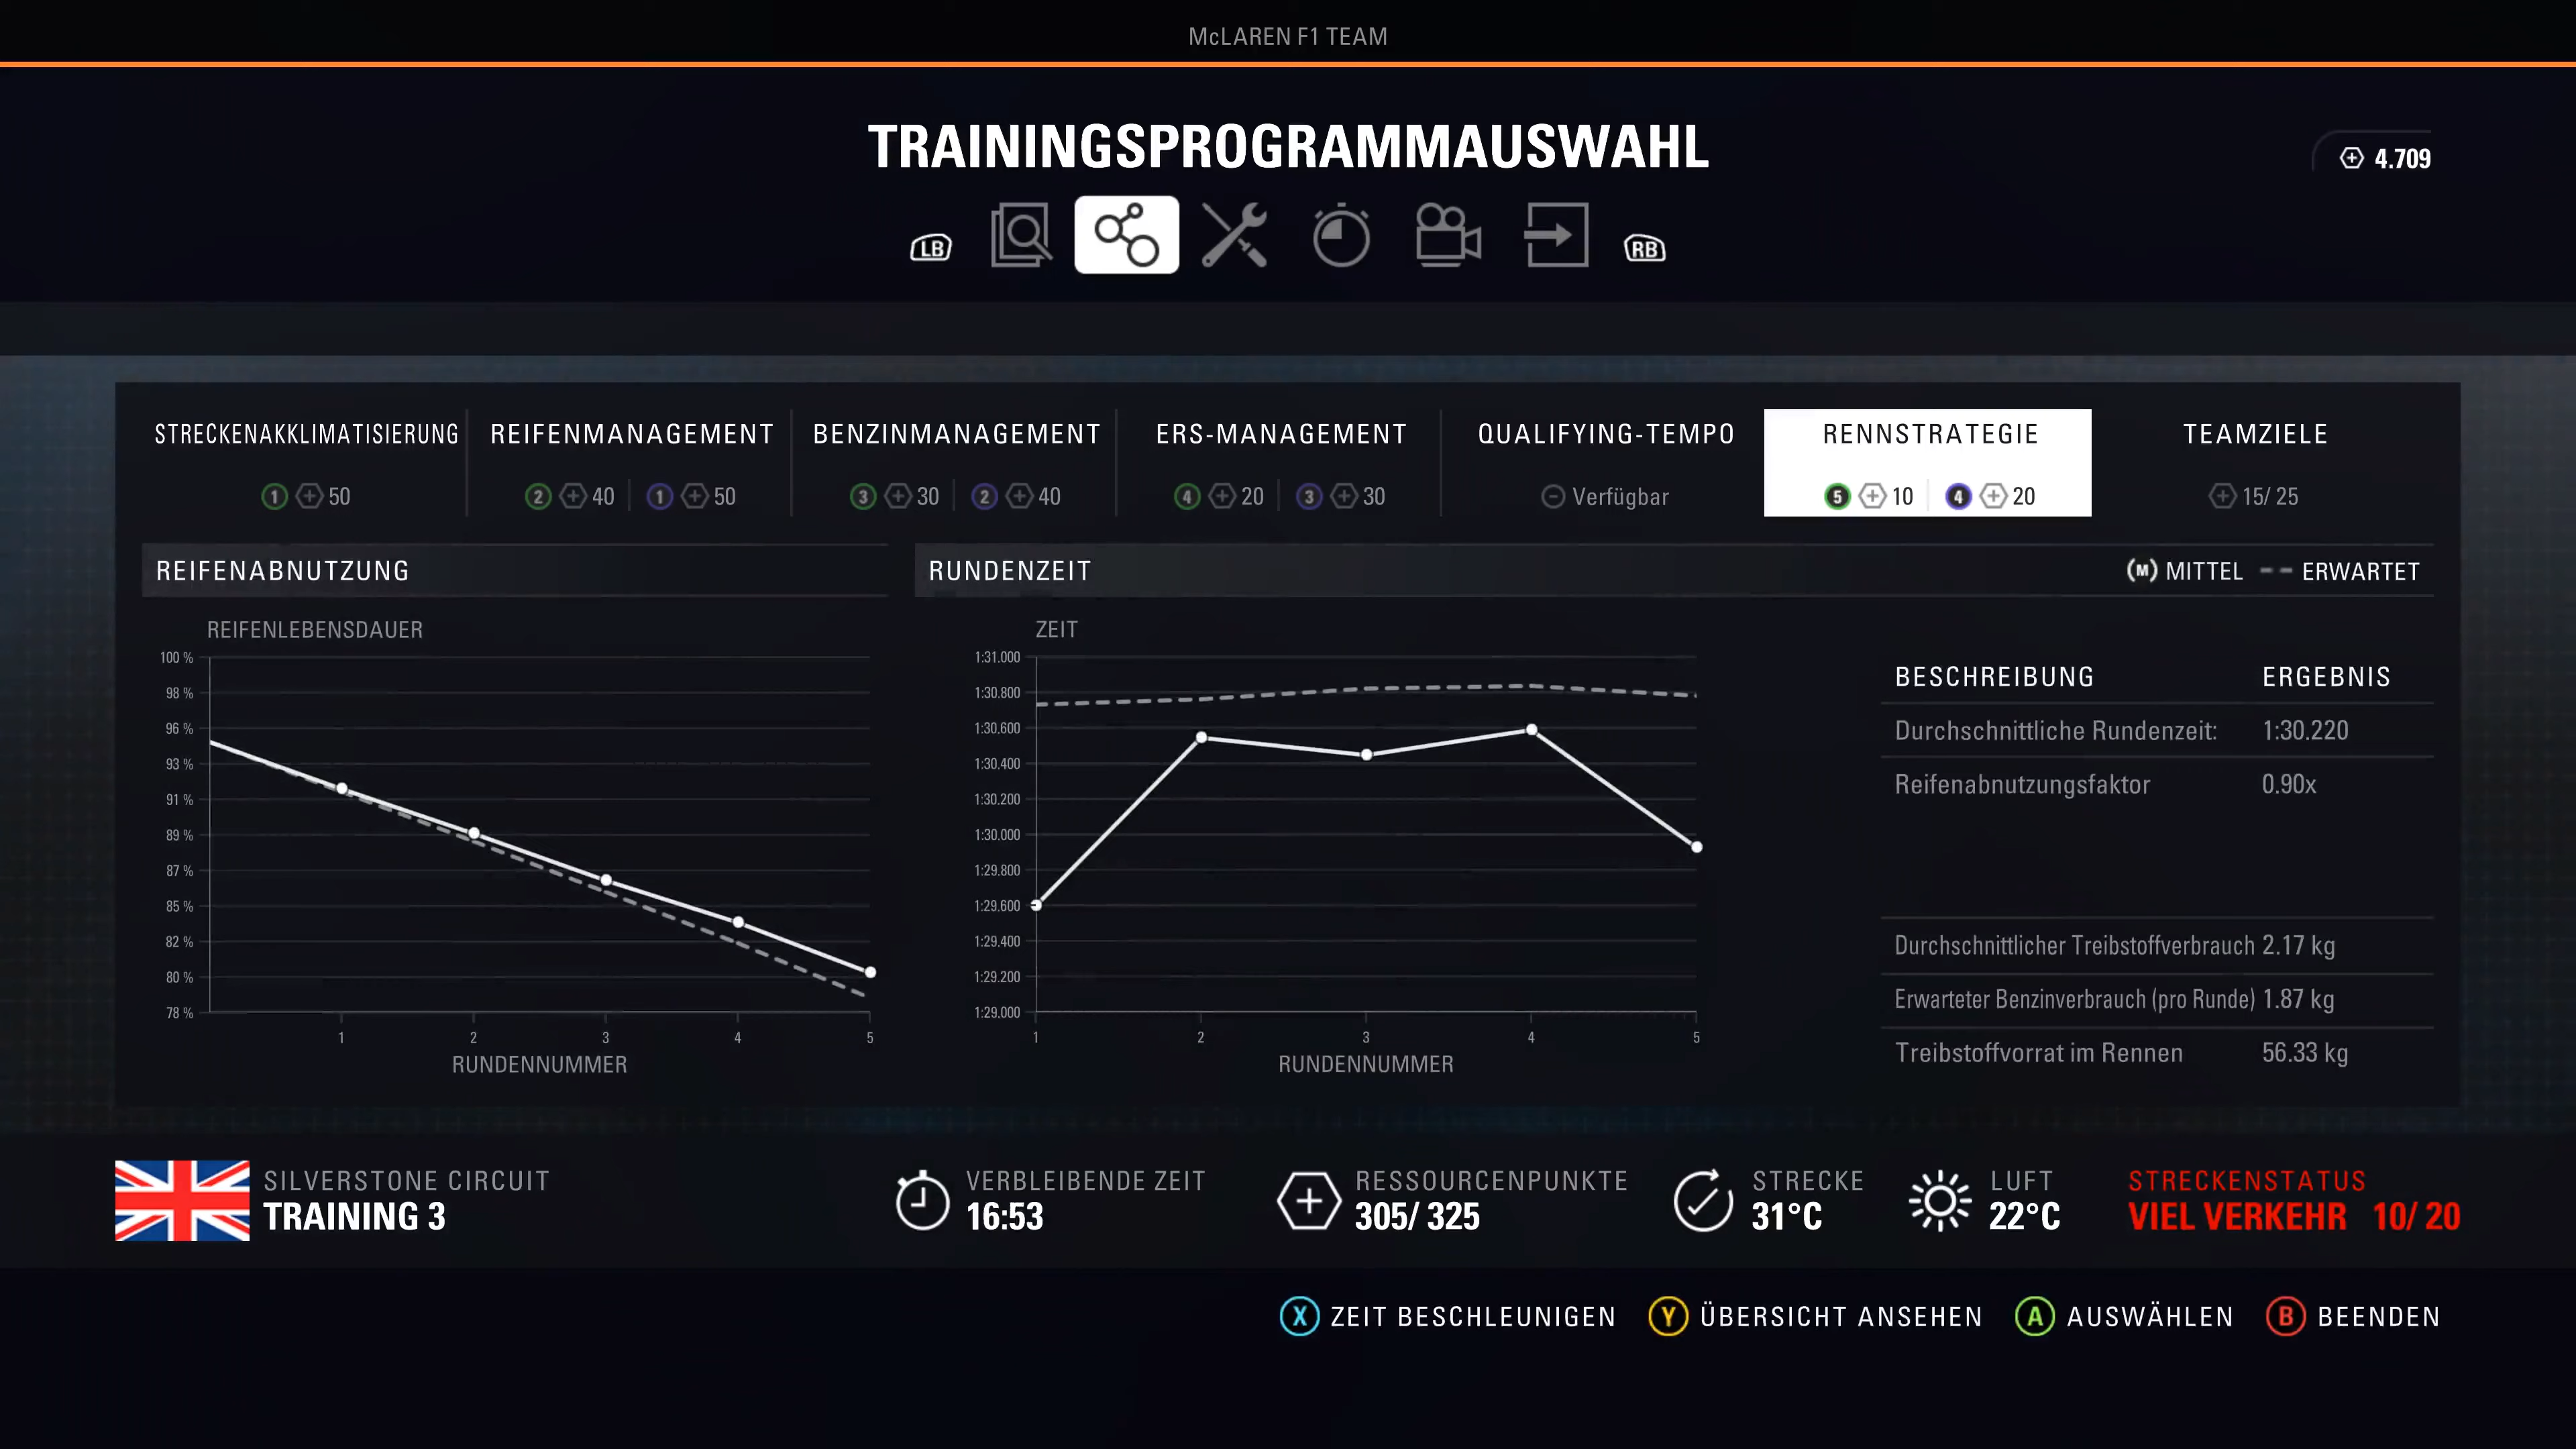 McLAREN F1 TEAM
TRAININGSPROGRAMMAUSWAHL
4.709
LB
RB
STRECKENAKKLIMATISIERUNG
1 50
REIFENMANAGEMENT
2 40 1 50
BENZINMANAGEMENT
3 30 2 40
ERS-MANAGEMENT
4 20 3 30
QUALIFYING-TEMPO
Verfügbar
RENNSTRATEGIE
5 10 4 20
TEAMZIELE
15/ 25
REIFENABNUTZUNG
REIFENLEBENSDAUER
100 %
98 %
96 %
93 %
91 %
89 %
87 %
85 %
82 %
80 %
78 %
1 2 3 4 5
RUNDENNUMMER
RUNDENZEIT
(M) MITTEL -- ERWARTET
ZEIT
1:31.000
1:30.800
1:30.600
1:30.400
1:30.200
1:30.000
1:29.800
1:29.600
1:29.400
1:29.200
1:29.000
1 2 3 4 5
RUNDENNUMMER
BESCHREIBUNG ERGEBNIS
Durchschnittliche Rundenzeit: 1:30.220
Reifenabnutzungsfaktor 0.90x
Durchschnittlicher Treibstoffverbrauch 2.17 kg
Erwarteter Benzinverbrauch (pro Runde) 1.87 kg
Treibstoffvorrat im Rennen 56.33 kg
SILVERSTONE CIRCUIT
TRAINING 3
VERBLEIBENDE ZEIT
16:53
RESSOURCENPUNKTE
305/ 325
STRECKE
31°C
LUFT
22°C
STRECKENSTATUS
VIEL VERKEHR 10/ 20
X ZEIT BESCHLEUNIGEN Y ÜBERSICHT ANSEHEN A AUSWÄHLEN B BEENDEN